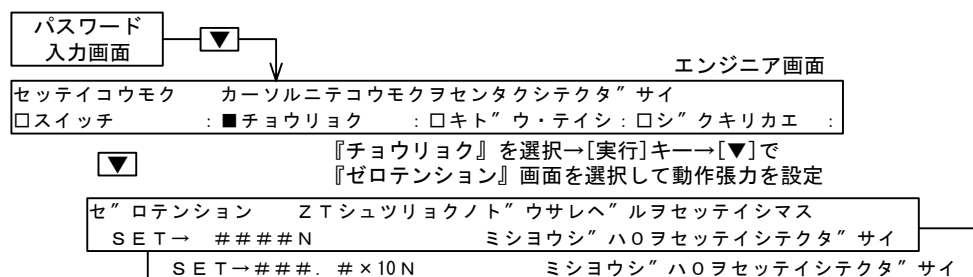 パスワード
入力画面
▼
エンジニア画面
セッテイコウモク　　カーソルニテコウモクヲセンタクシテクタ″サイ
□スイッチ　　　　：■チョウリョク　　：□キト″ウ・テイシ：□シ″クキリカエ　：
▼
『チョウリョク』を選択→[実行]キー→[▼]で
『ゼロテンション』画面を選択して動作張力を設定
セ″ロテンション　　ＺＴシュツリョクノト″ウサレヘ″ルヲセッテイシマス
ＳＥＴ→　＃＃＃＃Ｎ　　　　　　　ミシヨウシ″ハ０ヲセッテイシテクタ″サイ
ＳＥＴ→＃＃＃．＃×10Ｎ　　　　　ミシヨウシ″ハ０ヲセッテイシテクタ″サイ